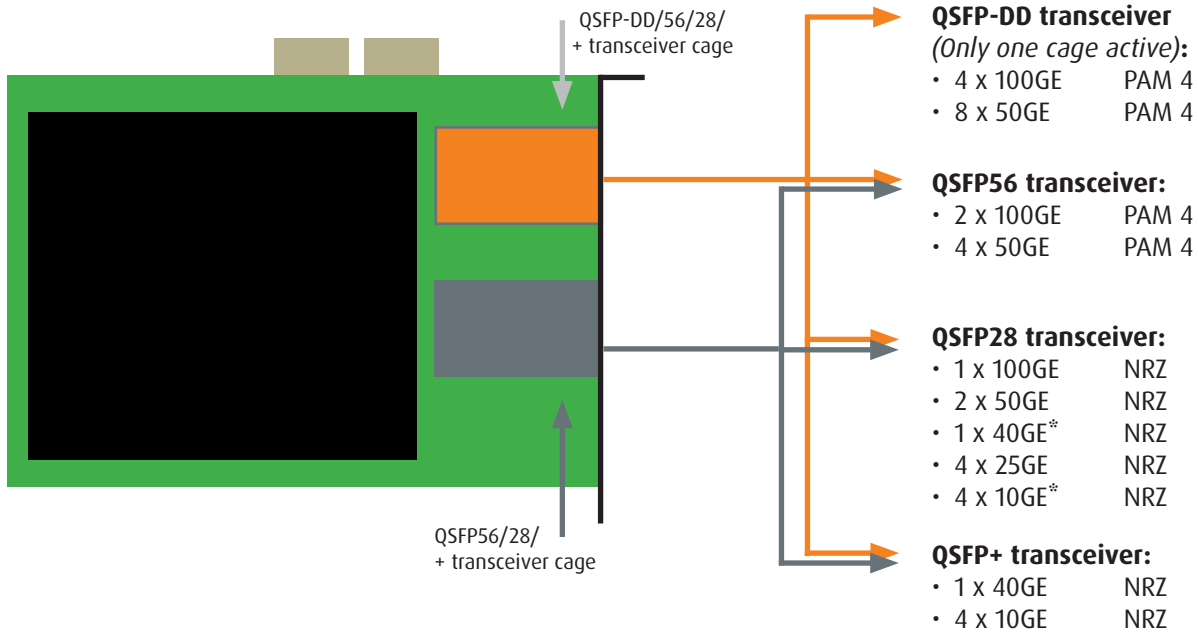 QSFP-DD/56/28/
+ transceiver cage
QSFP56/28/
+ transceiver cage
QSFP-DD transceiver
(Only one cage active):
• 4 x 100GE PAM 4
• 8 x 50GE PAM 4
QSFP56 transceiver:
• 2 x 100GE PAM 4
• 4 x 50GE PAM 4
QSFP28 transceiver:
• 1 x 100GE NRZ
• 2 x 50GE NRZ
• 1 x 40GE* NRZ
• 4 x 25GE NRZ
• 4 x 10GE* NRZ
QSFP+ transceiver:
• 1 x 40GE NRZ
• 4 x 10GE NRZ